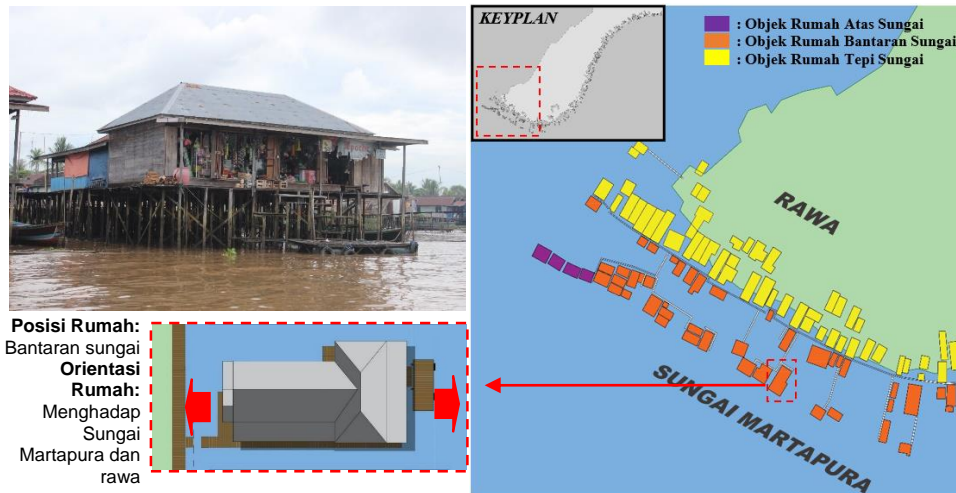 Posisi Rumah:
Bantaran sungai
Orientasi
Rumah:
Menghadap
Sungai
Martapura dan
rawa
KEYPLAN
: Objek Rumah Atas Sungai
: Objek Rumah Bantaran Sungai
: Objek Rumah Tepi Sungai
RAWA
SUNGAI MARTAPURA